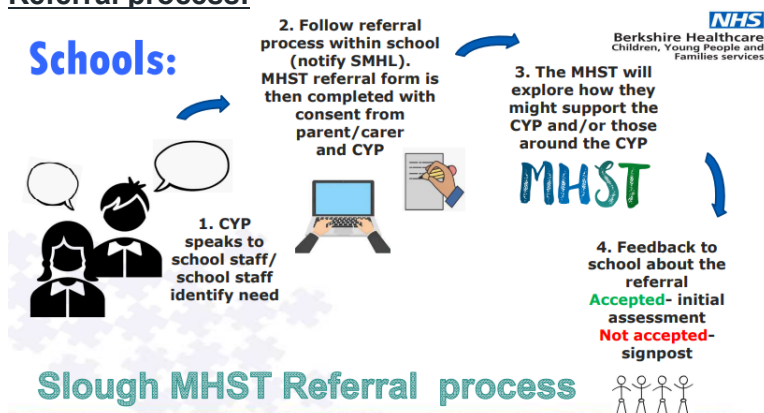 Referral process:
Schools:
NHS
Berkshire Healthcare
Children, Young People and
Families services
1. CYP
speaks to
school staff/
school staff
identify need
2. Follow referral
process within school
(notify SMHL).
MHST referral form is
then completed with
consent from
parent/carer
and CYP
3. The MHST will
explore how they
might support the
CYP and/or those
around the CYP
MHST
4. Feedback to
school about the
referral
Accepted- initial
assessment
Not accepted-
signpost
Slough MHST Referral process